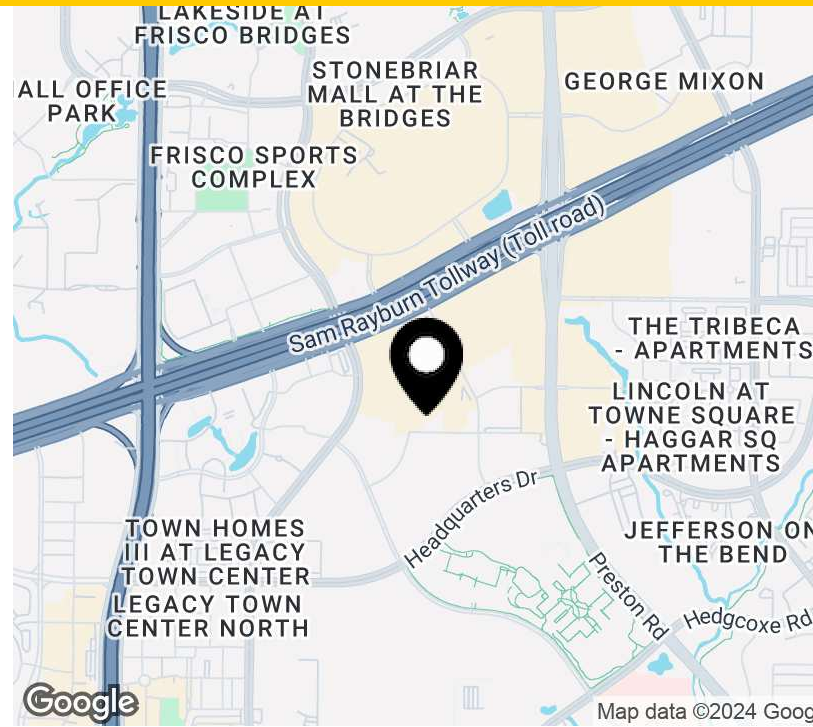 LAKESIDE AT
FRISCO BRIDGES
STONEBRIAR
MALL AT THE
BRIDGES
GEORGE MIXON
ALL OFFICE
PARK
FRISCO SPORTS
COMPLEX
Sam Rayburn Tollway (Toll road)
THE TRIBECA
- APARTMENTS
LINCOLN AT
TOWNE SQUARE
- HAGGAR SQ
APARTMENTS
Headquarters Dr
TOWN HOMES
III AT LEGACY
TOWN CENTER
LEGACY TOWN
CENTER NORTH
JEFFERSON ON
THE BEND
Preston Rd
Hedgcoxe Rd
Google
Map data ©2024 Goog